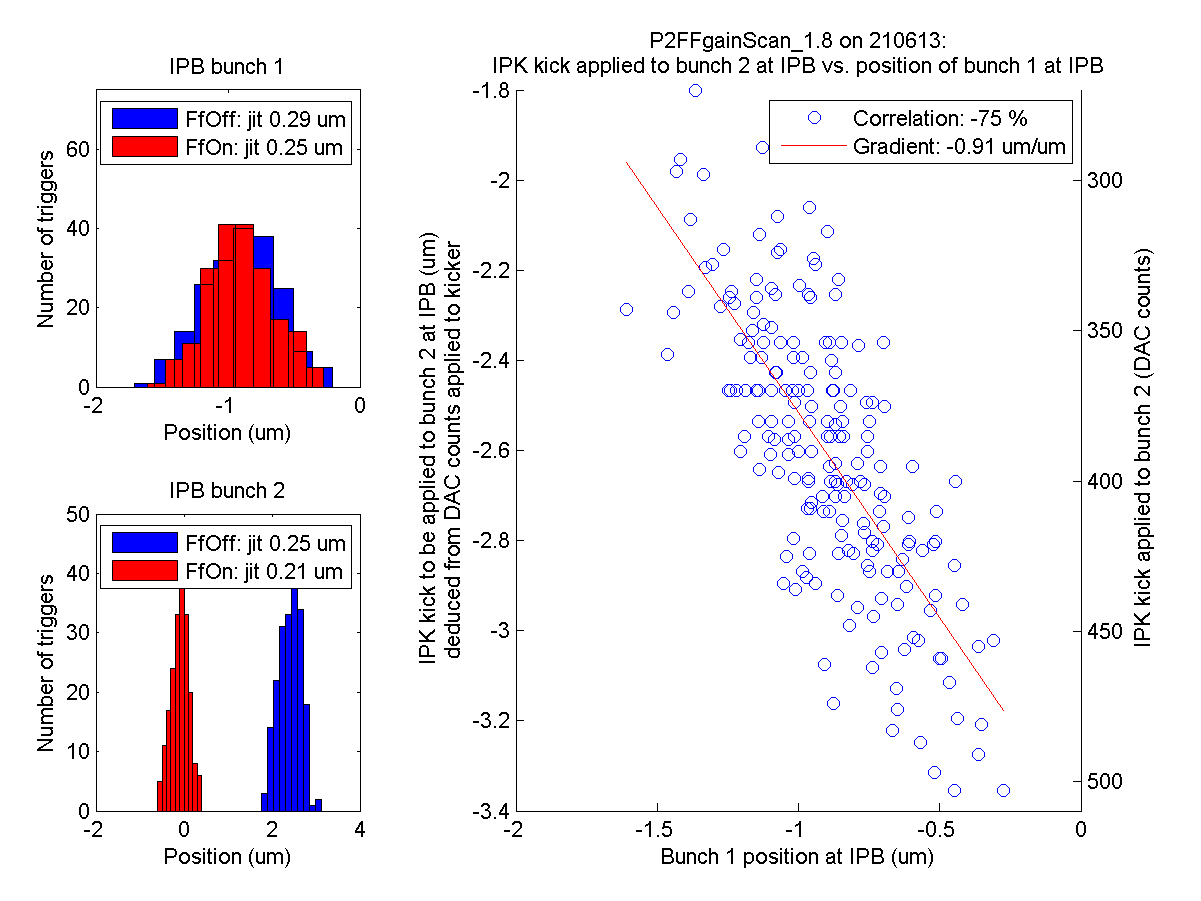 IPB bunch 1
FfOff: jit 0.29 um
FfOn: jit 0.25 um
Number of triggers
60
40
20
0
-2
-1
0
Position (um)
IPB bunch 2
FfOff: jit 0.25 um
FfOn: jit 0.21 um
Number of triggers
50
40
30
20
10
0
-2
0
2
4
Position (um)
P2FFgainScan_1.8 on 210613:
IPK kick applied to bunch 2 at IPB vs. position of bunch 1 at IPB
Correlation: -75 %
Gradient: -0.91 um/um
IPK kick to be applied to bunch 2 at IPB (um)
deduced from DAC counts applied to kicker
-1.8
-2
-2.2
-2.4
-2.6
-2.8
-3
-3.2
-3.4
-2
-1.5
-1
-0.5
0
Bunch 1 position at IPB (um)
300
350
400
450
500
IPK kick applied to bunch 2 (DAC counts)